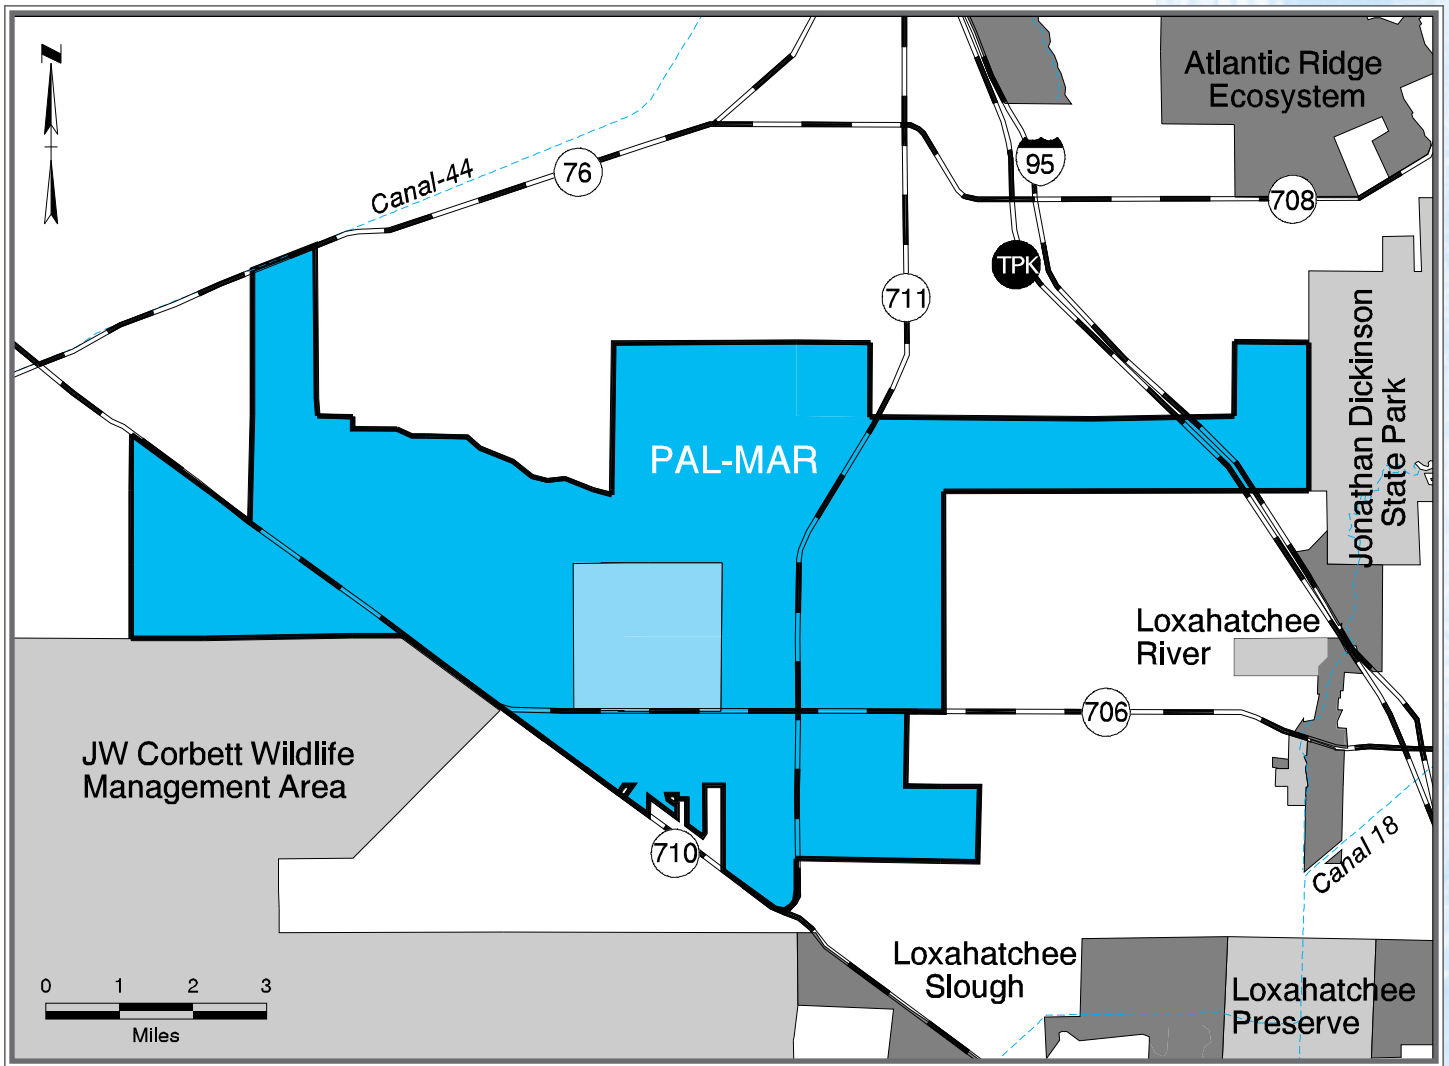 N
Atlantic Ridge
Ecosystem
95
Canal-44
76
708
TPK
711
Jonathan Dickinson
State Park
PAL-MAR
Loxahatchee
River
706
JW Corbett Wildlife
Management Area
710
Canal 18
Loxahatchee
Slough
Loxahatchee
Preserve
0 1 2 3
Miles